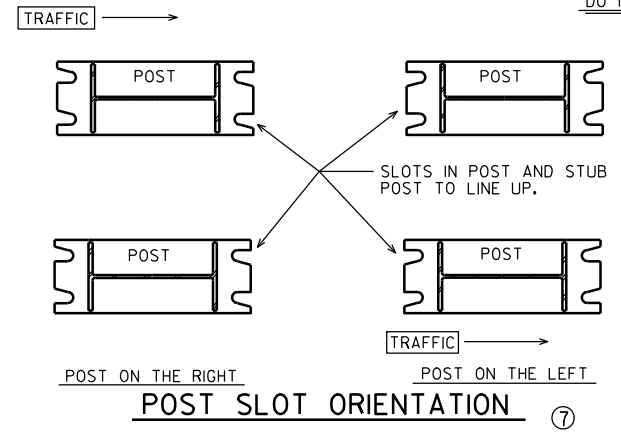 TRAFFIC
POST
POST
SLOTS IN POST AND STUB
POST TO LINE UP.
POST
POST
TRAFFIC
POST ON THE RIGHT
POST ON THE LEFT
POST SLOT ORIENTATION
7